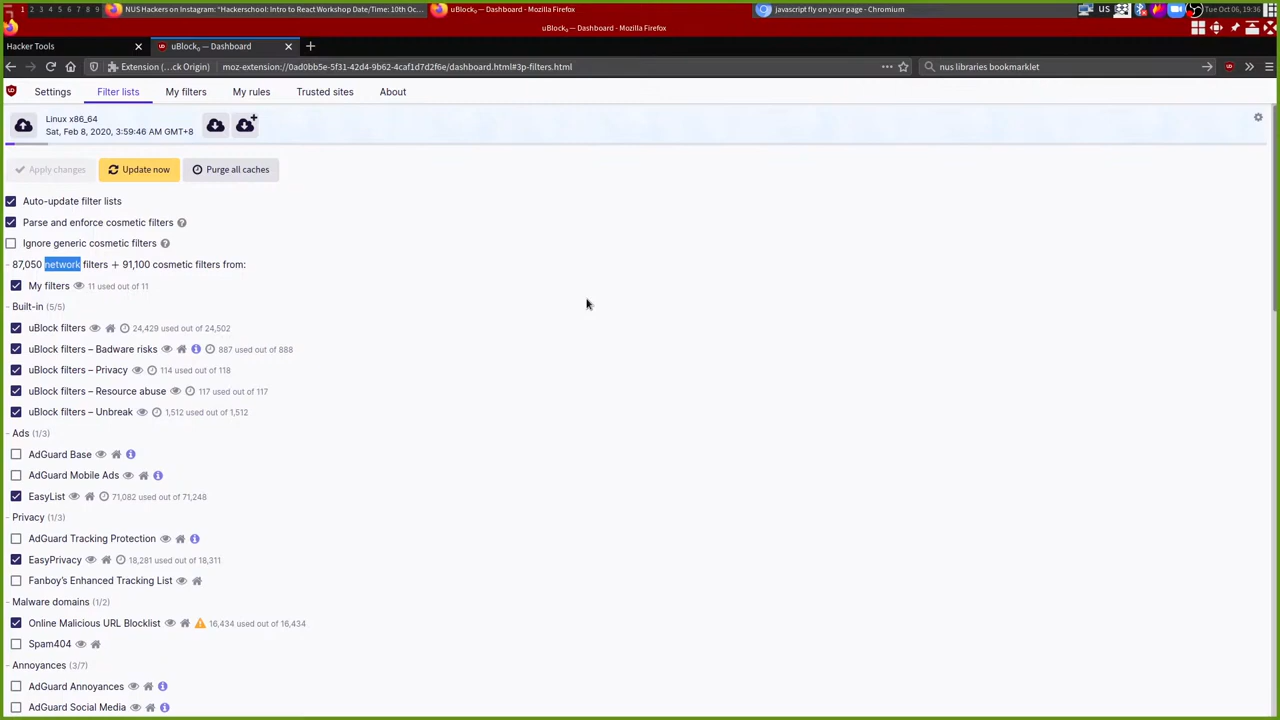 1 2 3 4 5 6 7 8 9 NUS Hackers on Instagram: "Hackerschool: Intro to React Workshop Date/Time: 10th Oc... uBlock₀ — Dashboard - Mozilla Firefox javascript fly on your page - Chromium US Tue Oct 06, 19:36
uBlock₀ — Dashboard - Mozilla Firefox
Hacker Tools uBlock₀ — Dashboard
Extension (...ck Origin) moz-extension://0ad0bb5e-5f31-42d4-9b62-4caf1d7d2f6e/dashboard.html#3p-filters.html nus libraries bookmarklet
Settings Filter lists My filters My rules Trusted sites About
Linux x86_64
Sat, Feb 8, 2020, 3:59:46 AM GMT+8
Apply changes Update now Purge all caches
Auto-update filter lists
Parse and enforce cosmetic filters
Ignore generic cosmetic filters
- 87,050 network filters + 91,100 cosmetic filters from:
My filters 11 used out of 11
- Built-in (5/5)
uBlock filters 24,429 used out of 24,502
uBlock filters – Badware risks 887 used out of 888
uBlock filters – Privacy 114 used out of 118
uBlock filters – Resource abuse 117 used out of 117
uBlock filters – Unbreak 1,512 used out of 1,512
- Ads (1/3)
AdGuard Base
AdGuard Mobile Ads
EasyList 71,082 used out of 71,248
- Privacy (1/3)
AdGuard Tracking Protection
EasyPrivacy 18,281 used out of 18,311
Fanboy's Enhanced Tracking List
- Malware domains (1/2)
Online Malicious URL Blocklist 16,434 used out of 16,434
Spam404
- Annoyances (3/7)
AdGuard Annoyances
AdGuard Social Media